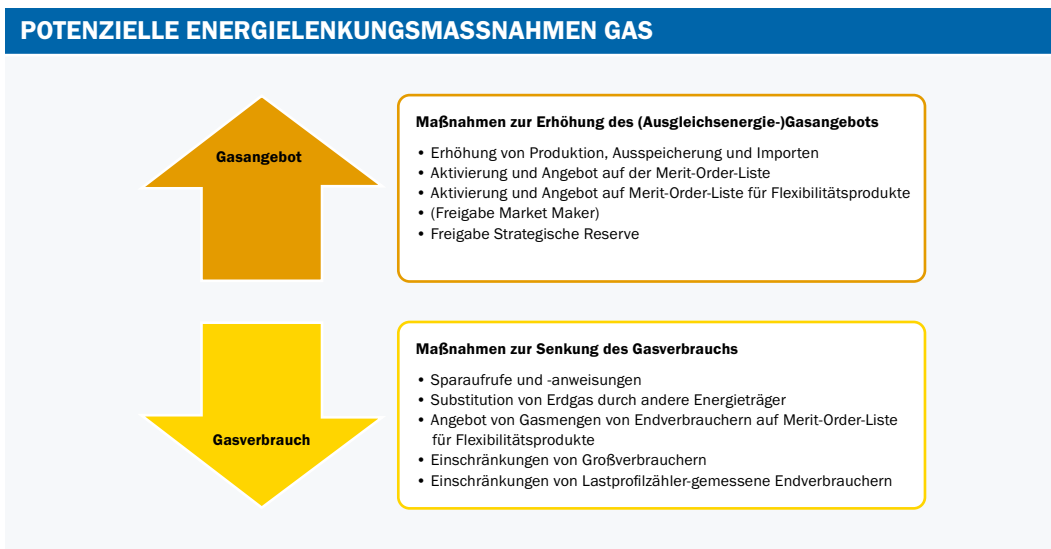 POTENZIELLE ENERGIELENKUNGSMASSNAHMEN GAS
Gasangebot
Maßnahmen zur Erhöhung des (Ausgleichsenergie-)Gasangebots
• Erhöhung von Produktion, Ausspeicherung und Importen
• Aktivierung und Angebot auf der Merit-Order-Liste
• Aktivierung und Angebot auf Merit-Order-Liste für Flexibilitätsprodukte
• (Freigabe Market Maker)
• Freigabe Strategische Reserve
Gasverbrauch
Maßnahmen zur Senkung des Gasverbrauchs
• Sparaufrufe und -anweisungen
• Substitution von Erdgas durch andere Energieträger
• Angebot von Gasmengen von Endverbrauchern auf Merit-Order-Liste
für Flexibilitätsprodukte
• Einschränkungen von Großverbrauchern
• Einschränkungen von Lastprofilzähler-gemessene Endverbrauchern